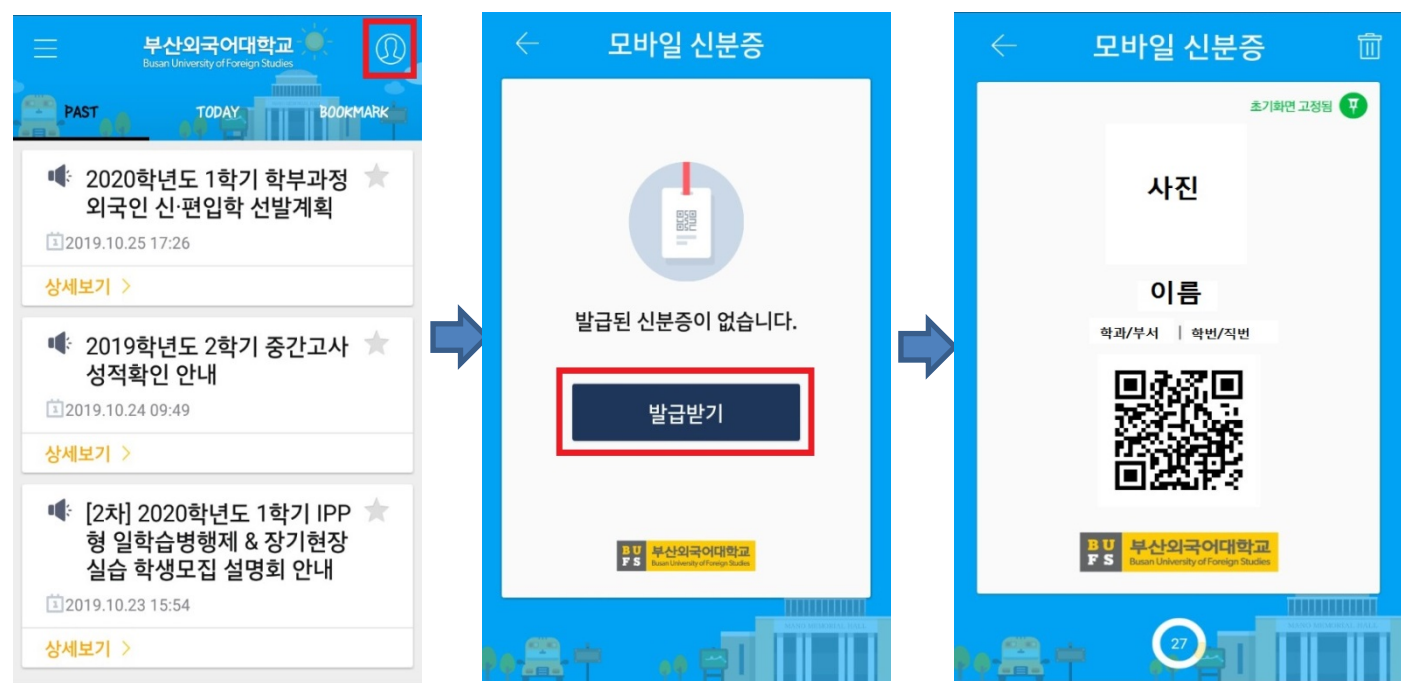 부산외국어대학교
Busan University of Foreign Studies
PAST
TODAY
BOOKMARK
2020학년도 1학기 학부과정
외국인 신·편입학 선발계획
2019.10.25 17:26
상세보기 >
2019학년도 2학기 중간고사
성적확인 안내
2019.10.24 09:49
상세보기 >
[2차] 2020학년도 1학기 IPP
형 일학습병행제 & 장기현장
실습 학생모집 설명회 안내
2019.10.23 15:54
상세보기 >
모바일 신분증
발급된 신분증이 없습니다.
발급받기
BU
FS
부산외국어대학교
Busan University of Foreign Studies
모바일 신분증
초기화면 고정됨
사진
이름
학과/부서 | 학번/직번
BU
FS
부산외국어대학교
Busan University of Foreign Studies
27